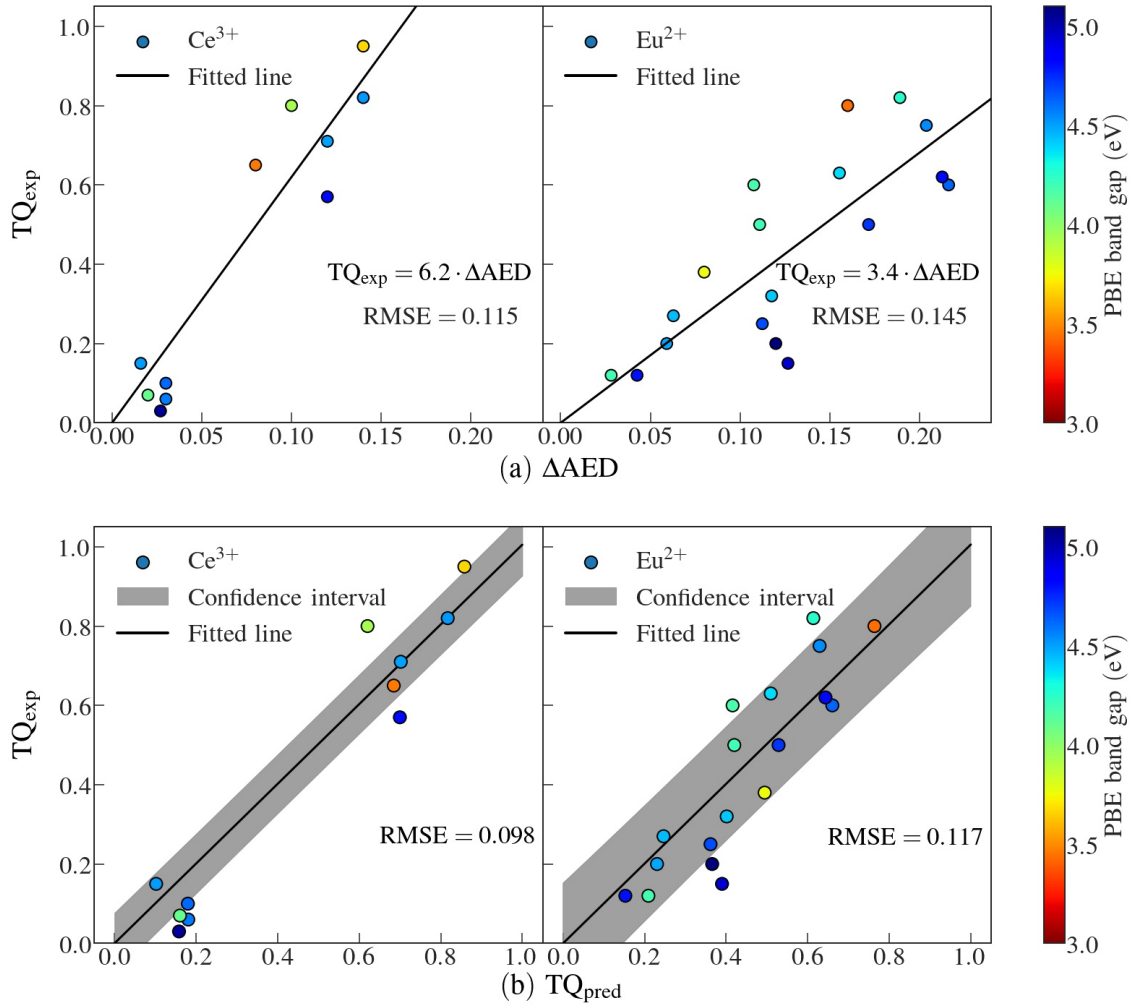 1.0
0.8
0.6
0.4
0.2
0.0
TQexp
Ce3+
Fitted line
TQexp = 6.2 · ΔAED
RMSE = 0.115
0.00 0.05 0.10 0.15 0.20
Eu2+
Fitted line
TQexp = 3.4 · ΔAED
RMSE = 0.145
0.00 0.05 0.10 0.15 0.20
(a) ΔAED
5.0
4.5
4.0
3.5
3.0
PBE band gap (eV)
1.0
0.8
0.6
0.4
0.2
0.0
TQexp
Ce3+
Confidence interval
Fitted line
RMSE = 0.098
0.0 0.2 0.4 0.6 0.8 1.0
Eu2+
Confidence interval
Fitted line
RMSE = 0.117
0.0 0.2 0.4 0.6 0.8 1.0
(b) TQpred
5.0
4.5
4.0
3.5
3.0
PBE band gap (eV)